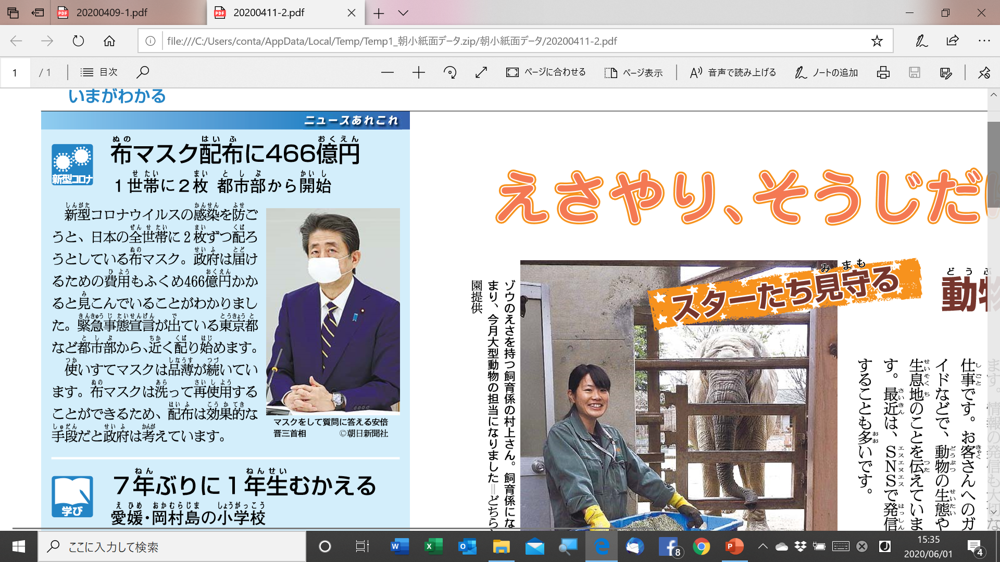 20200409-1.pdf
20200411-2.pdf
file:///C:/Users/conta/AppData/Local/Temp/Temp1_朝小紙面データ.zip/朝小紙面データ/20200411-2.pdf
1
/ 1
目次
ページに合わせる
ページ表示
音声で読み上げる
ノートの追加
いまがわかる
ニュースあれこれ
新型コロナ
布マスク配布に466億円
1世帯に2枚 都市部から開始
新型コロナウイルスの感染を防ご
うと、日本の全世帯に2枚ずつ配ろ
うとしている布マスク。政府は届け
るための費用もふくめ466億円かか
ると見こんでいることがわかりまし
た。緊急事態宣言が出ている東京都
など都市部から、近く配り始めます。
使いすてマスクは品薄が続いてい
ます。布マスクは洗って再使用する
ことができるため、配布は効果的な
手段だと政府は考えています。
マスクをして質問に答える安倍
晋三首相 ©朝日新聞社
学び
7年ぶりに1年生むかえる
愛媛・岡村島の小学校
えさやり、そうじだ
スターたち見守る
動物
ゾウのえさを持つ飼育係の村上さん。飼育係にな
まり、今月大型動物の担当になりました＝どちら
園提供
ます。情報の発信も大切な
仕事です。お客さんへのガ
イドなどで、動物の生態や
生息地のことを伝えていま
す。最近は、SNSで発信
することも多いです。
ここに入力して検索
8
15:35
2020/06/01
4